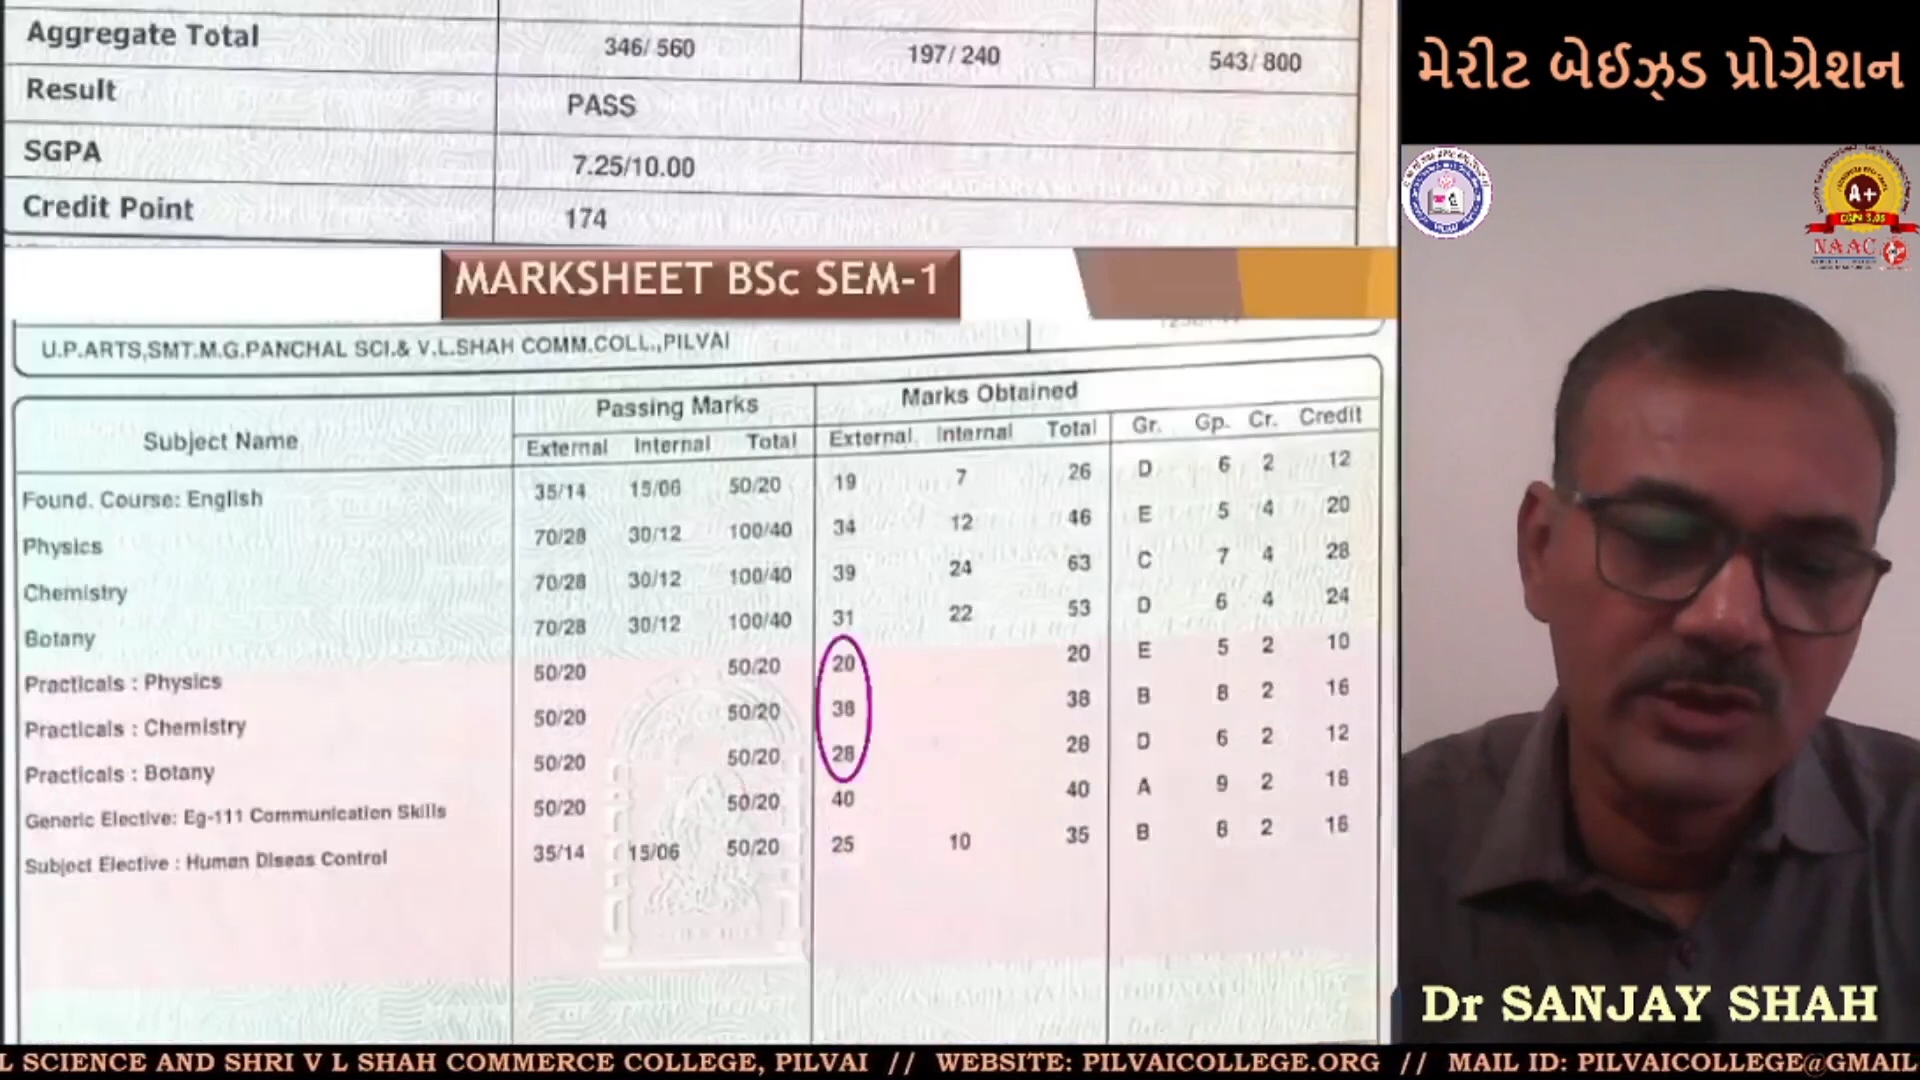 Aggregate Total 346/560 197/240 543/800
Result PASS
SGPA 7.25/10.00
Credit Point 174
MARKSHEET BSc SEM-1
U.P.ARTS,SMT.M.G.PANCHAL SCI.& V.L.SHAH COMM.COLL.,PILVAI
Subject Name Passing Marks Marks Obtained
External Internal Total External Internal Total Gr. Gp. Cr. Credit
Found. Course: English 35/14 15/06 50/20 19 7 26 D 6 2 12
Physics 70/28 30/12 100/40 34 12 46 E 5 4 20
Chemistry 70/28 30/12 100/40 39 24 63 C 7 4 28
Botany 70/28 30/12 100/40 31 22 53 D 6 4 24
Practicals : Physics 50/20 50/20 20 20 E 5 2 10
Practicals : Chemistry 50/20 50/20 38 38 B 8 2 16
Practicals : Botany 50/20 50/20 28 28 D 6 2 12
Generic Elective: Eg-111 Communication Skills 50/20 50/20 40 40 A 9 2 18
Subject Elective : Human Diseas Control 35/14 15/06 50/20 25 10 35 B 8 2 16
મેરીટ બેઈઝ્ડ પ્રોગ્રેશન
A+
NAAC
Dr SANJAY SHAH
L SCIENCE AND SHRI V L SHAH COMMERCE COLLEGE, PILVAI // WEBSITE: PILVAICOLLEGE.ORG // MAIL ID: PILVAICOLLEGE@GMAIL